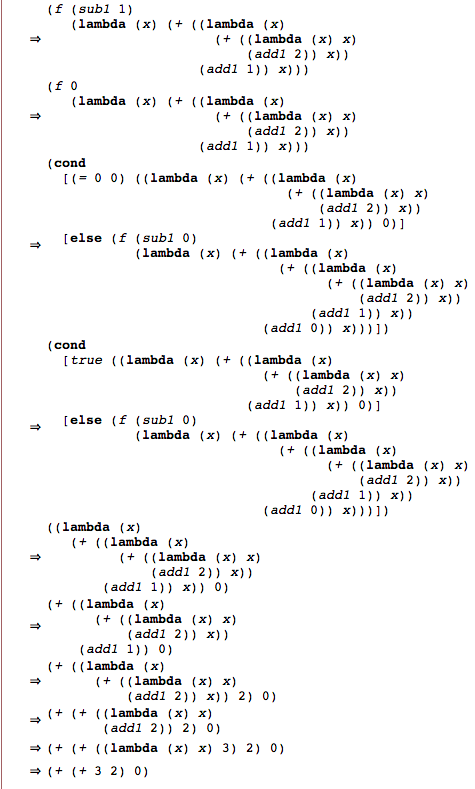 (f (sub1 1)
(lambda (x) (+ ((lambda (x)
⇒ (+ ((lambda (x) x)
(add1 2)) x))
(add1 1)) x)))
(f 0
(lambda (x) (+ ((lambda (x)
⇒ (+ ((lambda (x) x)
(add1 2)) x))
(add1 1)) x)))
(cond
[(= 0 0) ((lambda (x) (+ ((lambda (x)
(+ ((lambda (x) x)
(add1 2)) x))
(add1 1)) x)) 0)]
⇒ [else (f (sub1 0)
(lambda (x) (+ ((lambda (x)
(+ ((lambda (x)
(+ ((lambda (x) x)
(add1 2)) x))
(add1 1)) x))
(add1 0)) x)))])
(cond
[true ((lambda (x) (+ ((lambda (x)
(+ ((lambda (x) x)
(add1 2)) x))
(add1 1)) x)) 0)]
⇒ [else (f (sub1 0)
(lambda (x) (+ ((lambda (x)
(+ ((lambda (x)
(+ ((lambda (x) x)
(add1 2)) x))
(add1 1)) x))
(add1 0)) x)))])
((lambda (x)
(+ ((lambda (x)
⇒ (+ ((lambda (x) x)
(add1 2)) x))
(add1 1)) x)) 0)
(+ ((lambda (x)
⇒ (+ ((lambda (x) x)
(add1 2)) x))
(add1 1)) 0)
(+ ((lambda (x)
⇒ (+ ((lambda (x) x)
(add1 2)) x)) 2) 0)
⇒ (+ (+ ((lambda (x) x)
(add1 2)) 2) 0)
⇒ (+ (+ ((lambda (x) x) 3) 2) 0)
⇒ (+ (+ 3 2) 0)